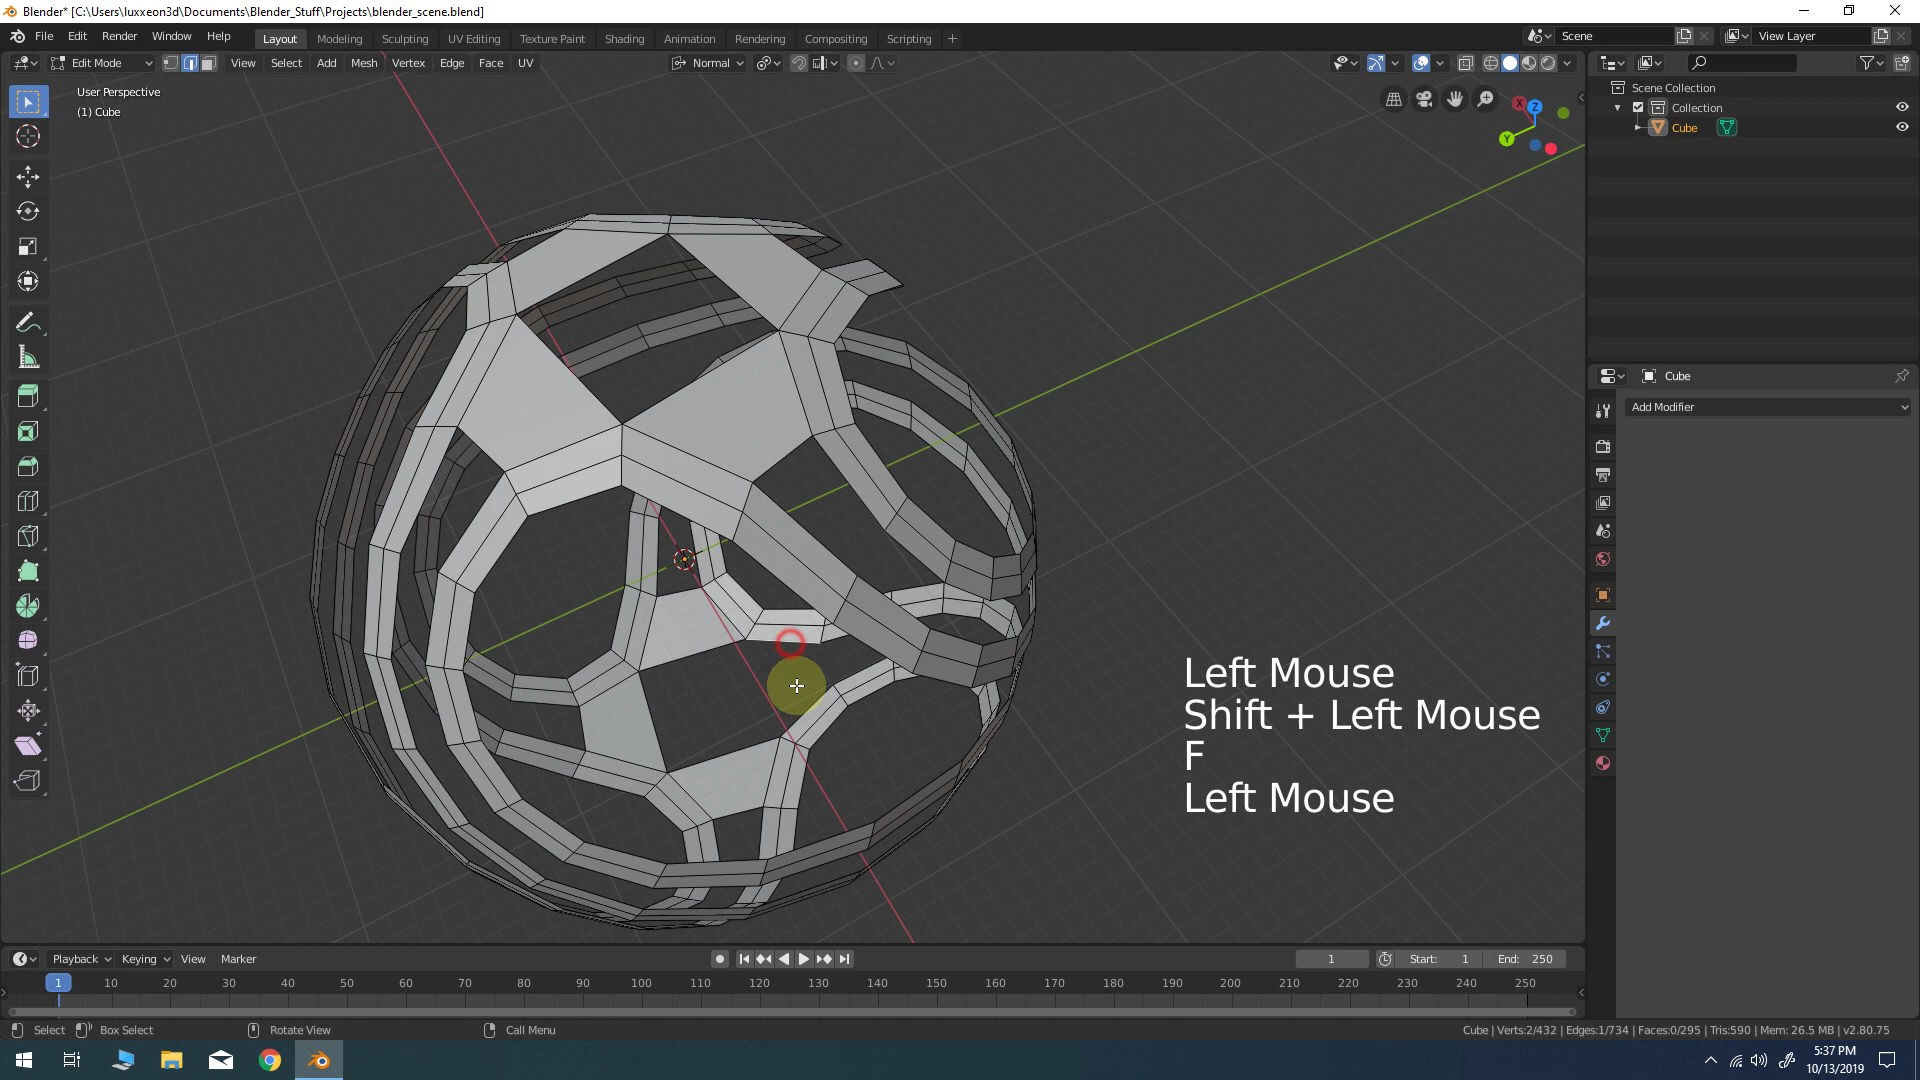 Blender* [C:\Users\luxxeon3d\Documents\Blender_Stuff\Projects\blender_scene.blend]
File Edit Render Window Help
Layout Modeling Sculpting UV Editing Texture Paint Shading Animation Rendering Compositing Scripting +
Scene
View Layer
Edit Mode View Select Add Mesh Vertex Edge Face UV
Normal
User Perspective
(1) Cube
X Z
Y
Scene Collection
Collection
Cube
Cube
Add Modifier
Left Mouse
Shift + Left Mouse
F
Left Mouse
Playback Keying View Marker
1
Start: 1
End: 250
1 10 20 30 40 50 60 70 80 90 100 110 120 130 140 150 160 170 180 190 200 210 220 230 240 250
Select Box Select Rotate View Call Menu
Cube | Verts:2/432 | Edges:1/734 | Faces:0/295 | Tris:590 | Mem: 26.5 MB | v2.80.75
5:37 PM
10/13/2019